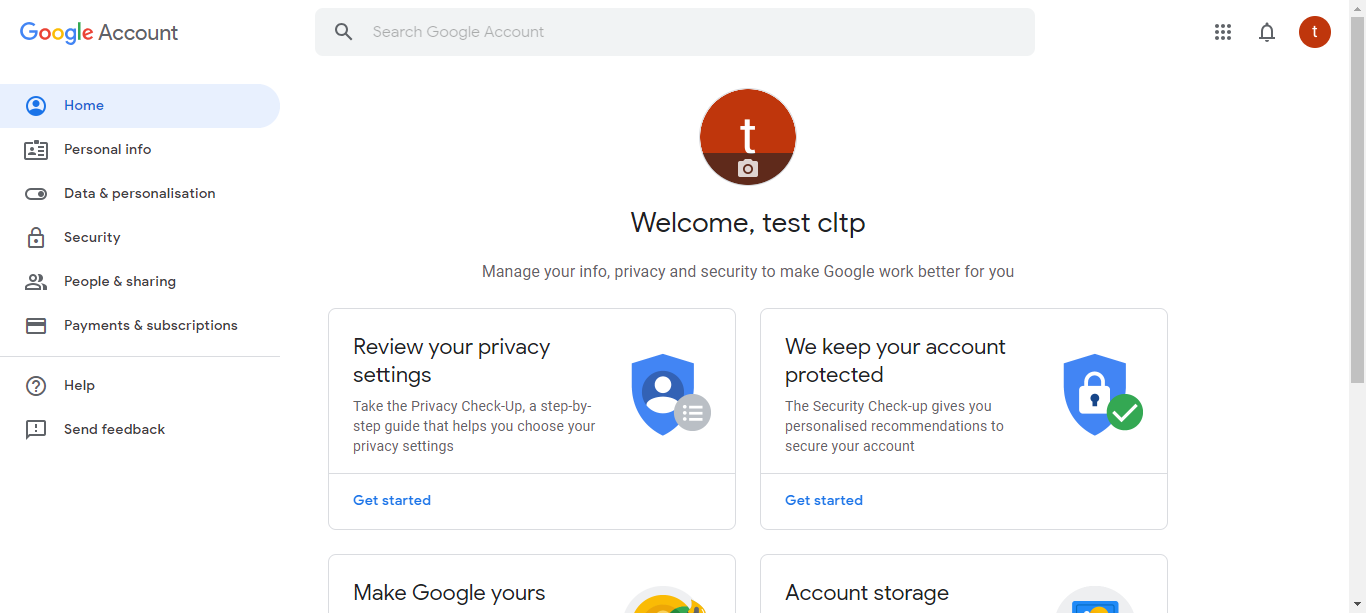 Google Account
Search Google Account
t
Home
Personal info
Data & personalisation
Security
People & sharing
Payments & subscriptions
Help
Send feedback
t
Welcome, test cltp
Manage your info, privacy and security to make Google work better for you
Review your privacy
settings
Take the Privacy Check-Up, a step-by-
step guide that helps you choose your
privacy settings
Get started
We keep your account
protected
The Security Check-up gives you
personalised recommendations to
secure your account
Get started
Make Google yours
Account storage